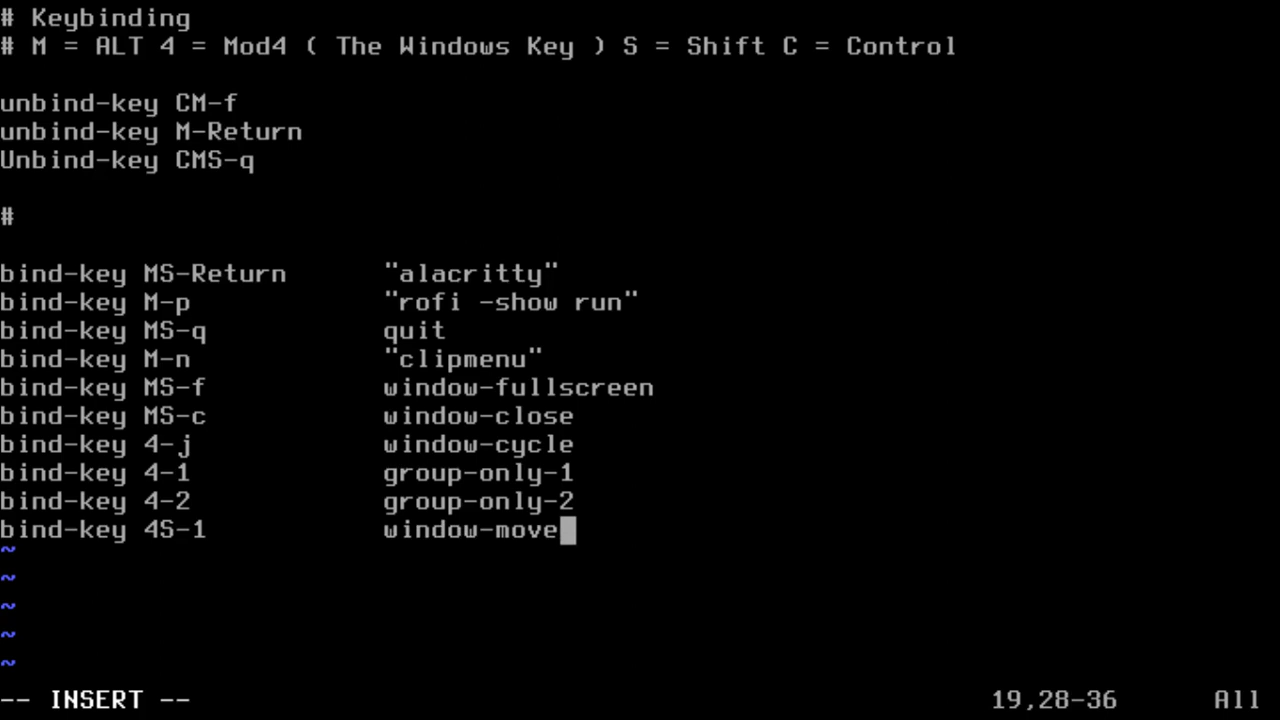 # Keybinding
# M = ALT 4 = Mod4 ( The Windows Key ) S = Shift C = Control
unbind-key CM-f
unbind-key M-Return
Unbind-key CMS-q
#
bind-key MS-Return "alacritty"
bind-key M-p "rofi -show run"
bind-key MS-q quit
bind-key M-n "clipmenu"
bind-key MS-f window-fullscreen
bind-key MS-c window-close
bind-key 4-j window-cycle
bind-key 4-1 group-only-1
bind-key 4-2 group-only-2
bind-key 4S-1 window-move
~
~
~
~
~
-- INSERT -- 19,28-36 All